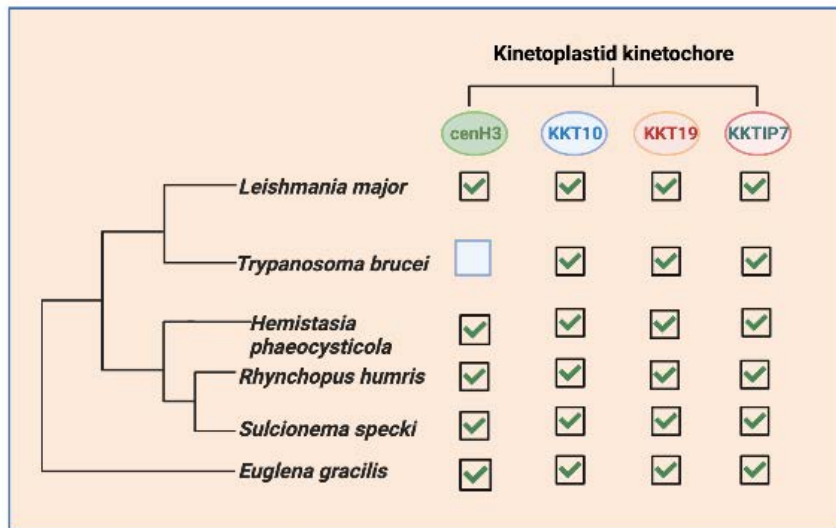 Kinetoplastid kinetochore
cenH3 KKT10 KKT19 KKTIP7
Leishmania major
Trypanosoma brucei
Hemistasia
phaeocysticola
Rhynchopus humris
Sulcionema specki
Euglena gracilis